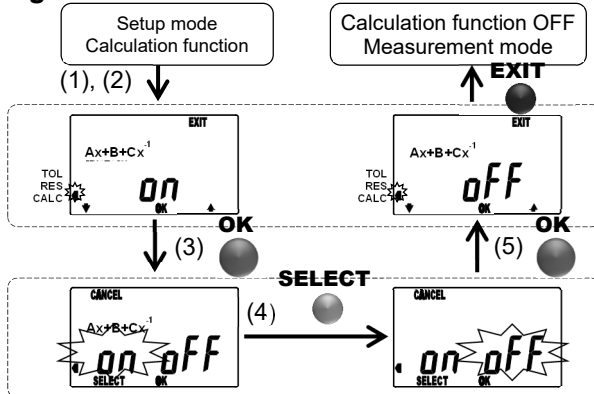 Setup mode
Calculation function
Calculation function OFF
Measurement mode
(1), (2)
EXIT
EXIT
Ax+B+Cx-1
TOL
RES
CALC
on
OK
EXIT
Ax+B+Cx-1
TOL
RES
CALC
oFF
OK
(3)
OK
(5)
OK
CANCEL
Ax+B+Cx-1
on oFF
SELECT OK
(4)
SELECT
CANCEL
on oFF
SELECT OK